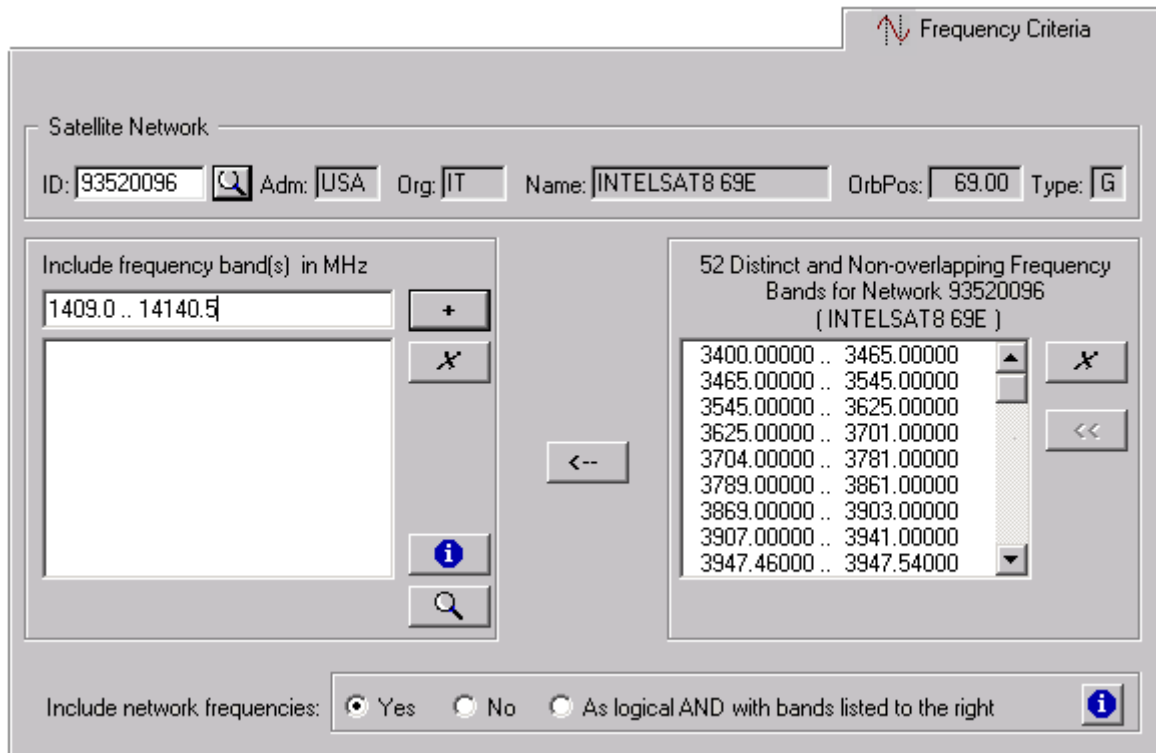 Frequency Criteria
Satellite Network
ID: 93520096 Adm: USA Org: IT Name: INTELSAT8 69E OrbPos: 69.00 Type: G
Include frequency band(s) in MHz
1409.0 .. 14140.5
+
x
i
52 Distinct and Non-overlapping Frequency
Bands for Network 93520096
( INTELSAT8 69E )
3400.00000 .. 3465.00000
3465.00000 .. 3545.00000
3545.00000 .. 3625.00000
3625.00000 .. 3701.00000
3704.00000 .. 3781.00000
3789.00000 .. 3861.00000
3869.00000 .. 3903.00000
3907.00000 .. 3941.00000
3947.46000 .. 3947.54000
x
<<
<--
Include network frequencies: Yes No As logical AND with bands listed to the right i